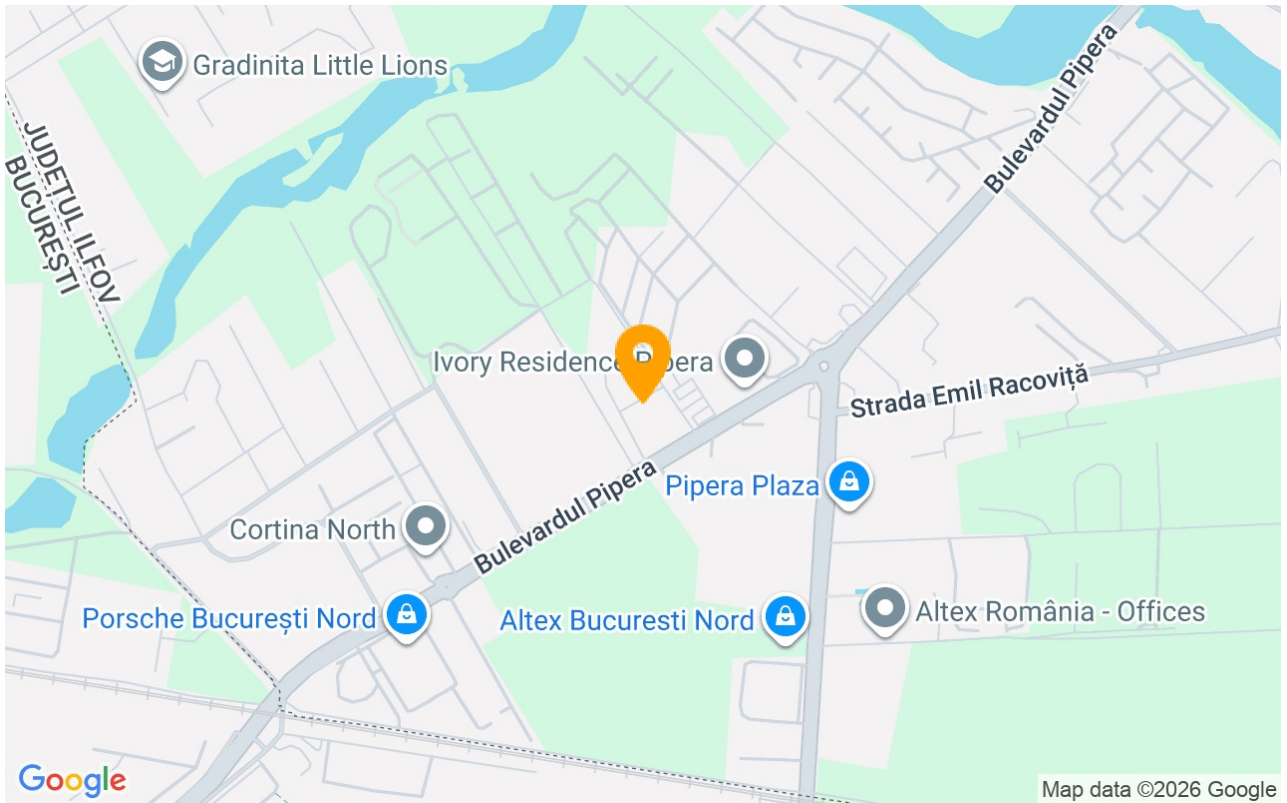 Gradinita Little Lions
Bulevardul Pipera
JUDEȚUL ILFOV
BUCUREȘTI
Ivory Residence Pipera
Strada Emil Racoviță
Bulevardul Pipera
Pipera Plaza
Cortina North
Porsche București Nord
Altex Bucuresti Nord
Altex România - Offices
Google
Map data ©2026 Google